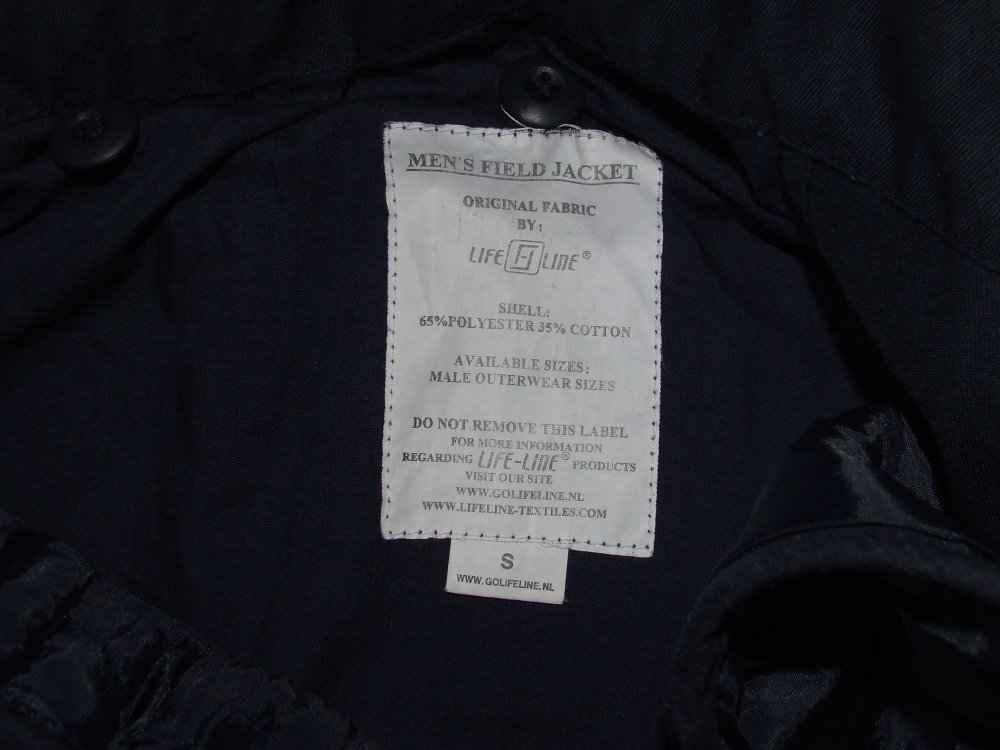 MEN'S FIELD JACKET
ORIGINAL FABRIC
BY:
LIFE LINE®
SHELL:
65%POLYESTER 35% COTTON
AVAILABLE SIZES:
MALE OUTERWEAR SIZES
DO NOT REMOVE THIS LABEL
FOR MORE INFORMATION
REGARDING LIFE-LINE® PRODUCTS
VISIT OUR SITE
WWW.GOLIFELINE.NL
WWW.LIFELINE-TEXTILES.COM
S
WWW.GOLIFELINE.NL